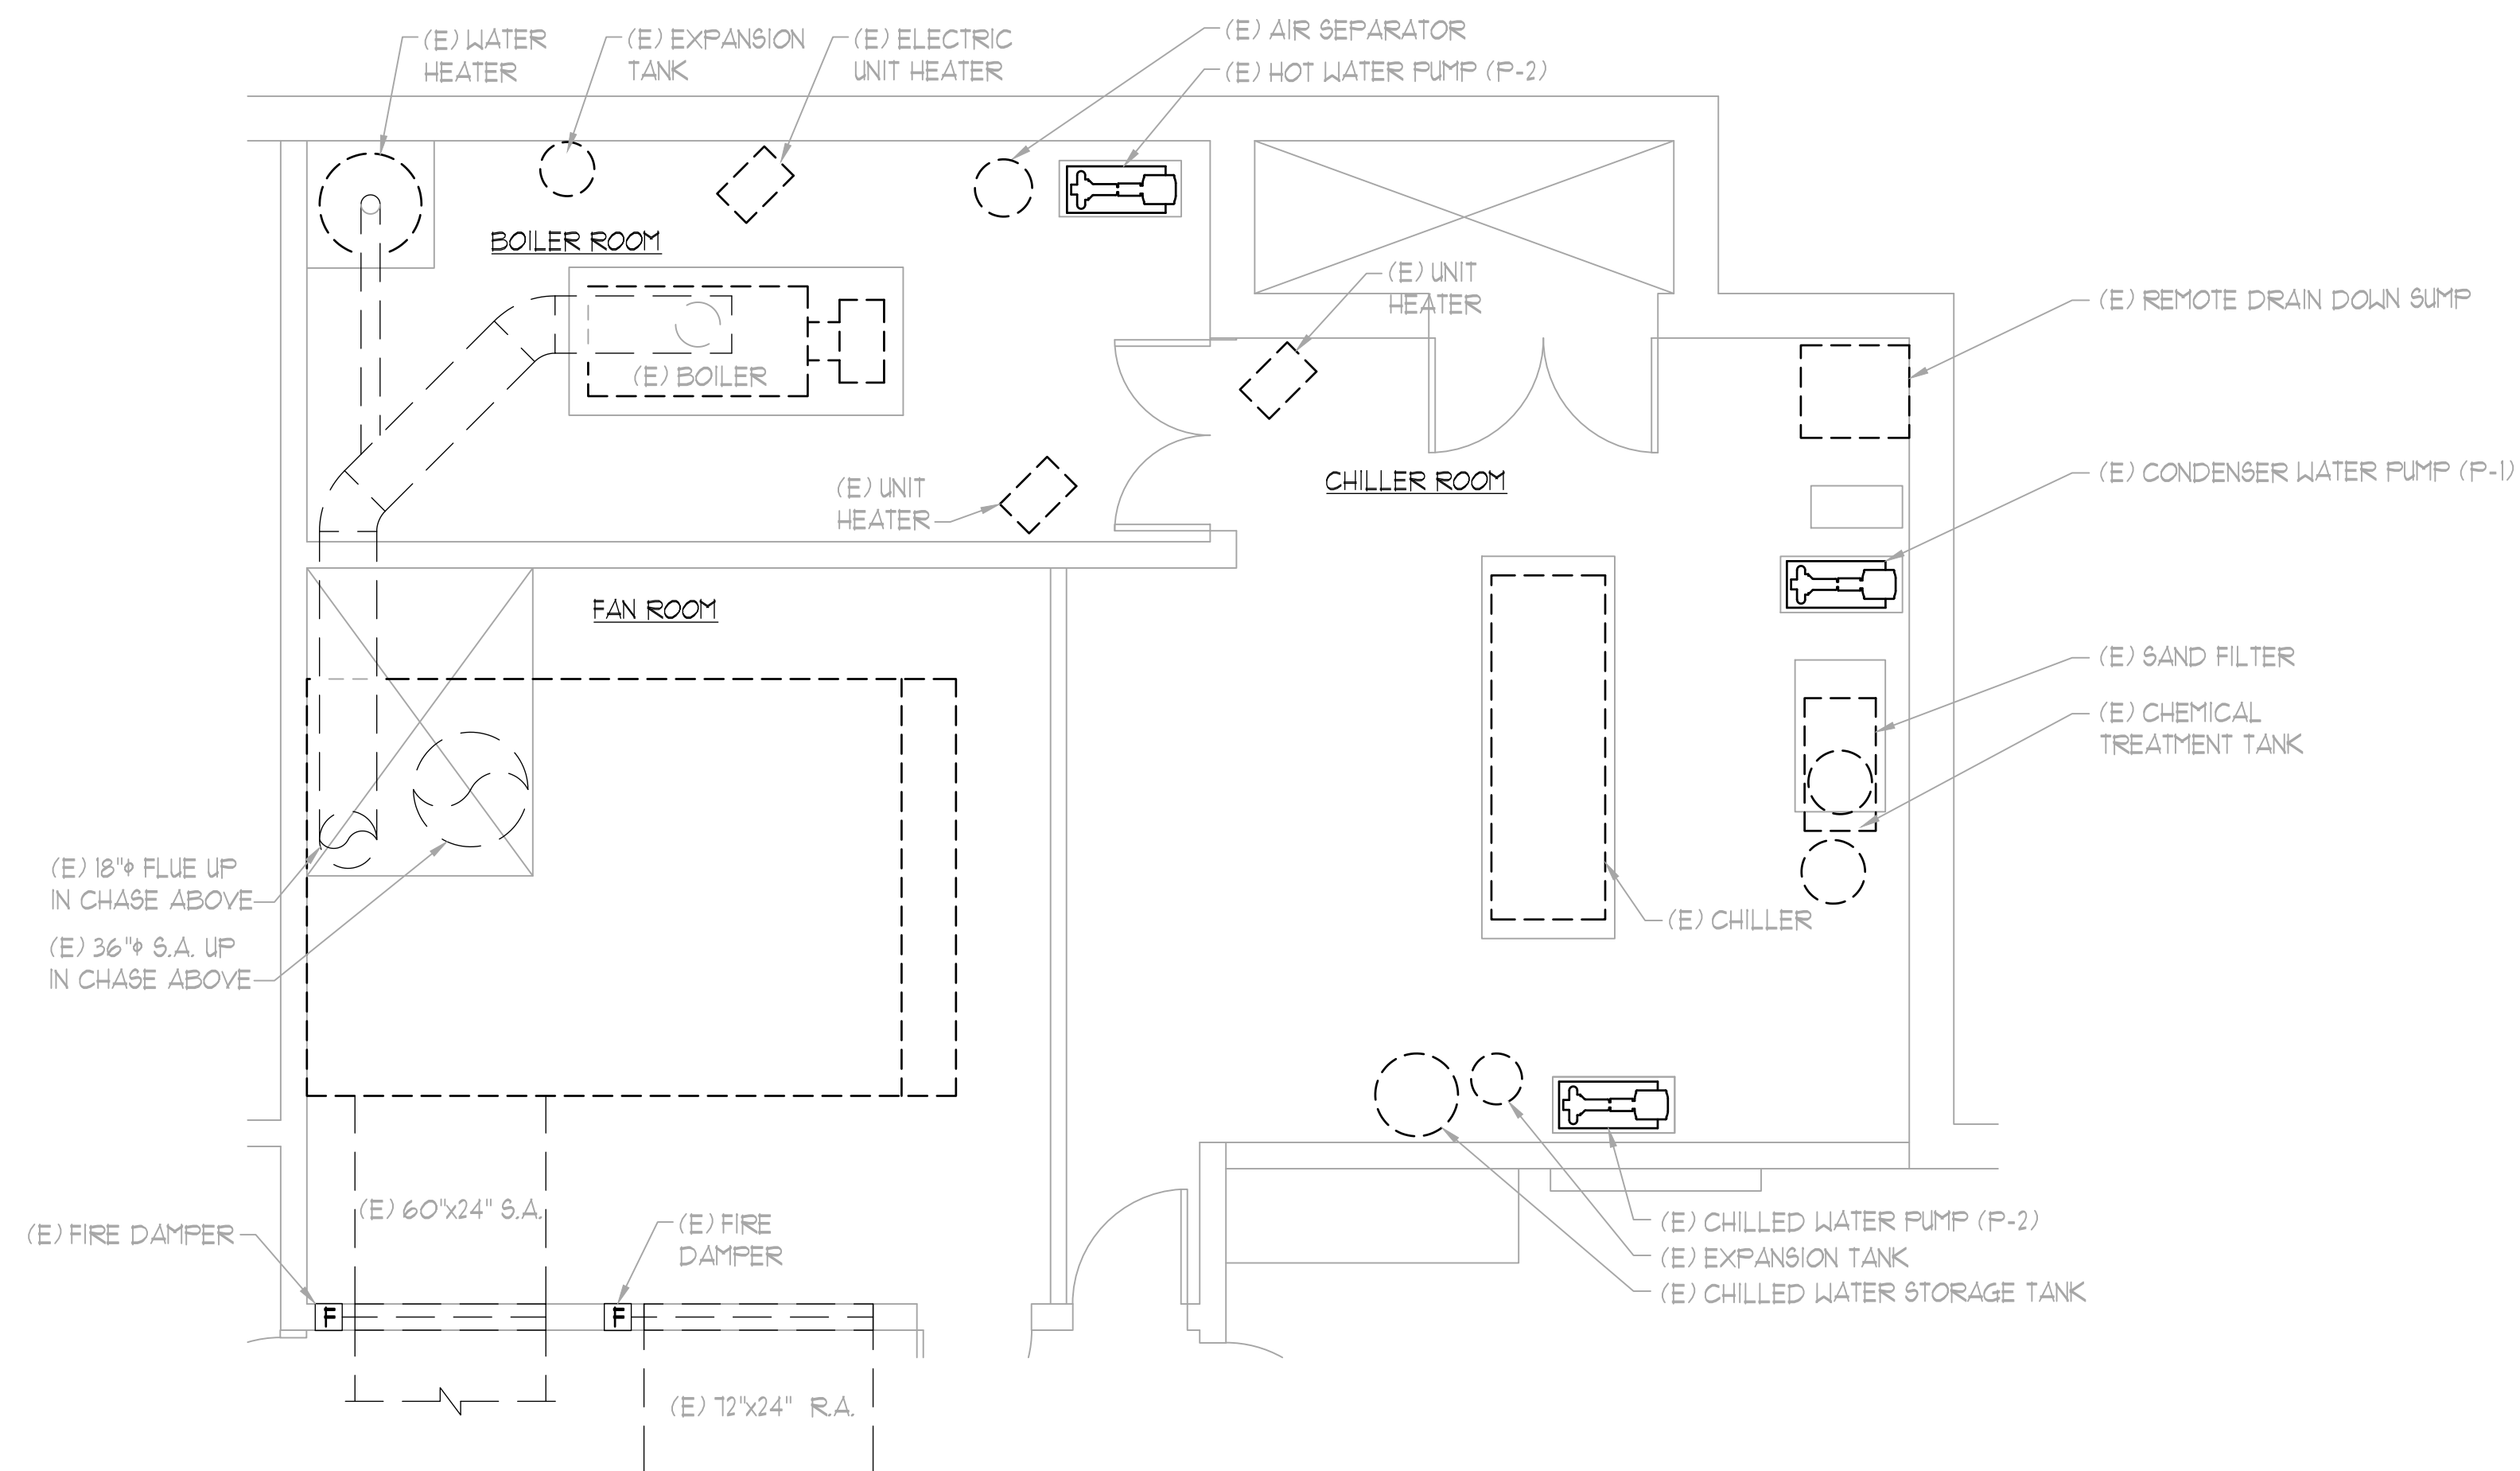 (E) WATER
HEATER
(E) EXPANSION
TANK
(E) ELECTRIC
UNIT HEATER
(E) AIR SEPARATOR
(E) HOT WATER PUMP (P-2)
BOILER ROOM
(E) UNIT
HEATER
(E) REMOTE DRAIN DOWN SUMP
(E) BOILER
(E) UNIT
HEATER
CHILLER ROOM
(E) CONDENSER WATER PUMP (P-1)
FAN ROOM
(E) SAND FILTER
(E) CHEMICAL
TREATMENT TANK
(E) 18"ϕ FLUE UP
IN CHASE ABOVE
(E) 36"ϕ S.A. UP
IN CHASE ABOVE
(E) CHILLER
(E) 60"x24" S.A.
(E) FIRE DAMPER
(E) FIRE
DAMPER
(E) CHILLED WATER PUMP (P-2)
(E) EXPANSION TANK
(E) CHILLED WATER STORAGE TANK
F
F
(E) 72"x24" R.A.